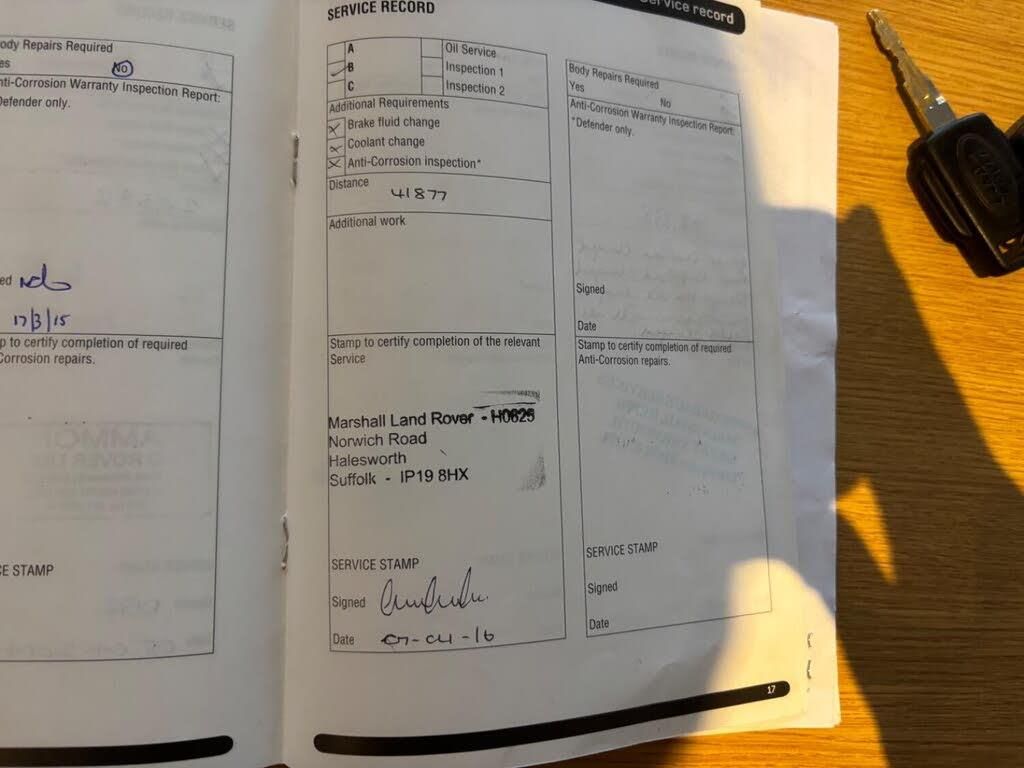 ody Repairs Required
es
NO
nti-Corrosion Warranty Inspection Report:
Defender only.
ed
17/3/15
p to certify completion of required
Corrosion repairs.
CE STAMP
SERVICE RECORD
A
B
C
Oil Service
Inspection 1
Inspection 2
Additional Requirements
Brake fluid change
Coolant change
Anti-Corrosion inspection*
Distance
41877
Additional work
Stamp to certify completion of the relevant
Service
Marshall Land Rover - H0825
Norwich Road
Halesworth
Suffolk - IP19 8HX
SERVICE STAMP
Signed
Date 07-04-16
service record
Body Repairs Required
Yes No
Anti-Corrosion Warranty Inspection Report:
*Defender only.
Signed
Date
Stamp to certify completion of required
Anti-Corrosion repairs.
SERVICE STAMP
Signed
Date
17